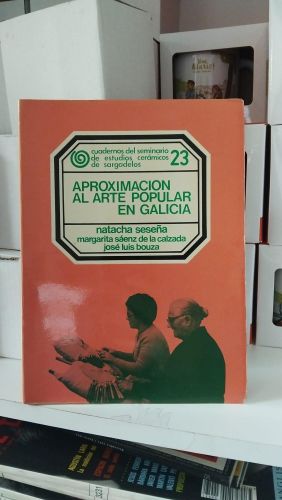 cuadernos del seminario
de estudios cerámicos
de sargadelos
23
APROXIMACION
AL ARTE POPULAR
EN GALICIA
natacha seseña
margarita sáenz de la calzada
josé luis bouza